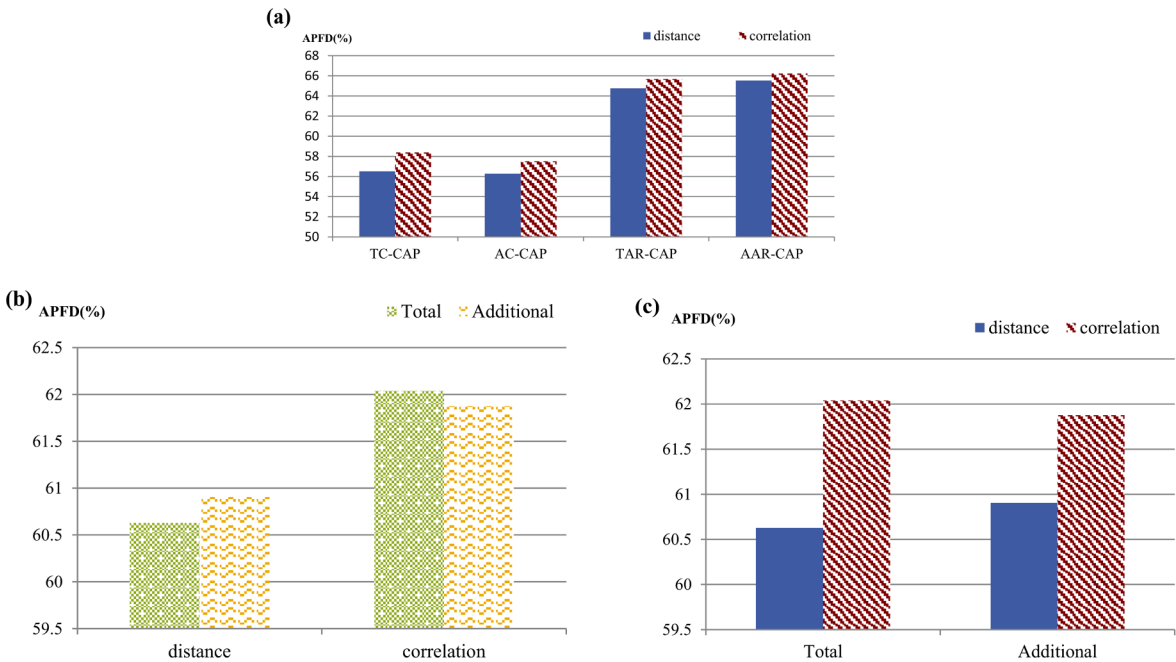 (a)
APFD(%)
distance correlation
68
66
64
62
60
58
56
54
52
50
TC-CAP AC-CAP TAR-CAP AAR-CAP
(b)
APFD(%)
Total Additional
62.5
62
61.5
61
60.5
60
59.5
distance correlation
(c)
APFD(%)
distance correlation
62.5
62
61.5
61
60.5
60
59.5
Total Additional